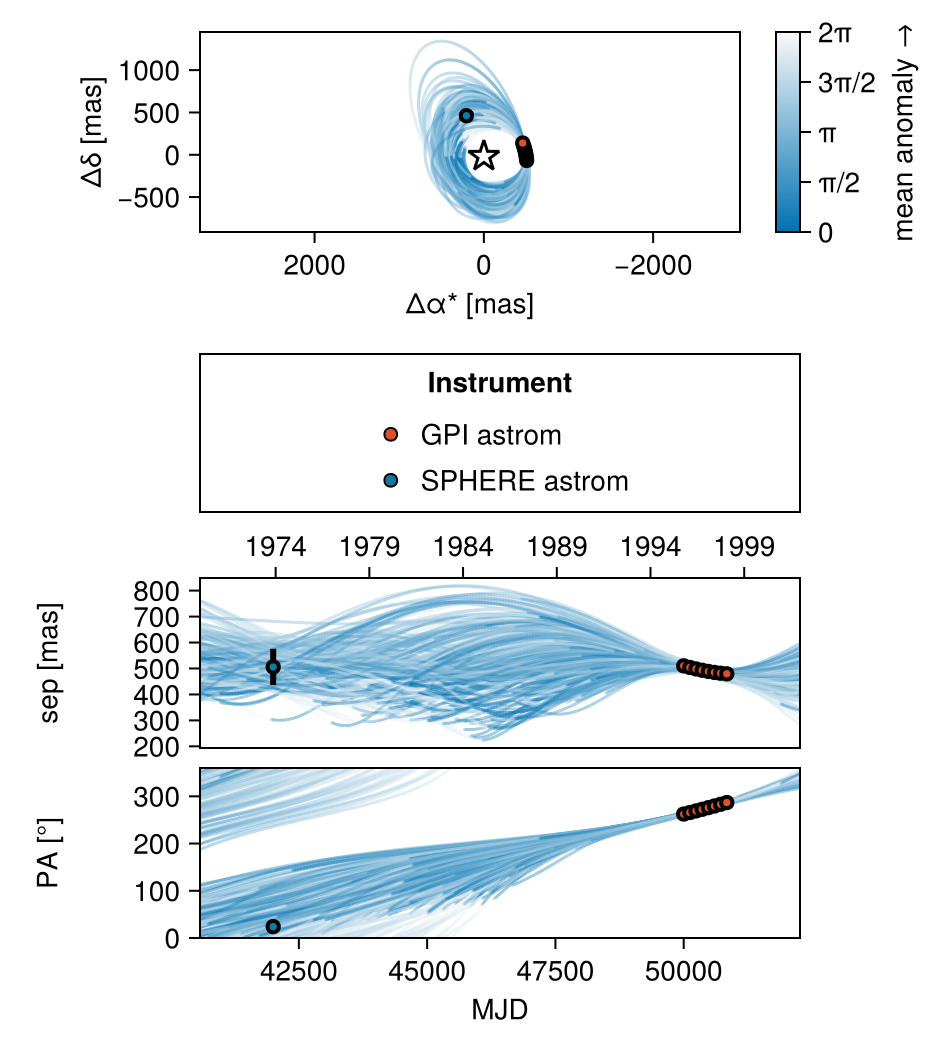 Δδ [mas]
1000
500
0
−500
2000
0
−2000
Δα* [mas]
2π
3π/2
π
π/2
0
mean anomaly →
Instrument
GPI astrom
SPHERE astrom
1974 1979 1984 1989 1994 1999
sep [mas]
800
700
600
500
400
300
200
PA [°]
300
200
100
0
42500 45000 47500 50000
MJD